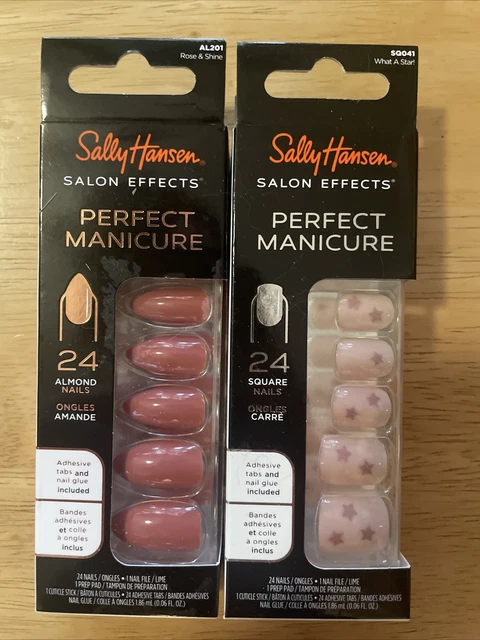 AL201
Rose & Shine
Sally Hansen®
SALON EFFECTS®
PERFECT
MANICURE
24
ALMOND
NAILS
ONGLES
AMANDE
Adhesive
tabs and
nail glue
included
Bandes
adhésives
et colle
à ongles
inclus
24 NAILS / ONGLES • 1 NAIL FILE / LIME
1 PREP PAD / TAMPON DE PRÉPARATION
1 CUTICLE STICK / BÂTON À CUTICULES • 24 ADHESIVE TABS / BANDES ADHÉSIVES
NAIL GLUE / COLLE À ONGLES 1.86 mL (0.06 FL. OZ.)
SQ041
What A Star!
Sally Hansen®
SALON EFFECTS®
PERFECT
MANICURE
24
SQUARE
NAILS
ONGLES
CARRÉ
Adhesive
tabs and
nail glue
included
Bandes
adhésives
et colle
à ongles
inclus
24 NAILS / ONGLES • 1 NAIL FILE / LIME
1 PREP PAD / TAMPON DE PRÉPARATION
1 CUTICLE STICK / BÂTON À CUTICULES • 24 ADHESIVE TABS / BANDES ADHÉSIVES
NAIL GLUE / COLLE À ONGLES 1.86 mL (0.06 FL. OZ.)